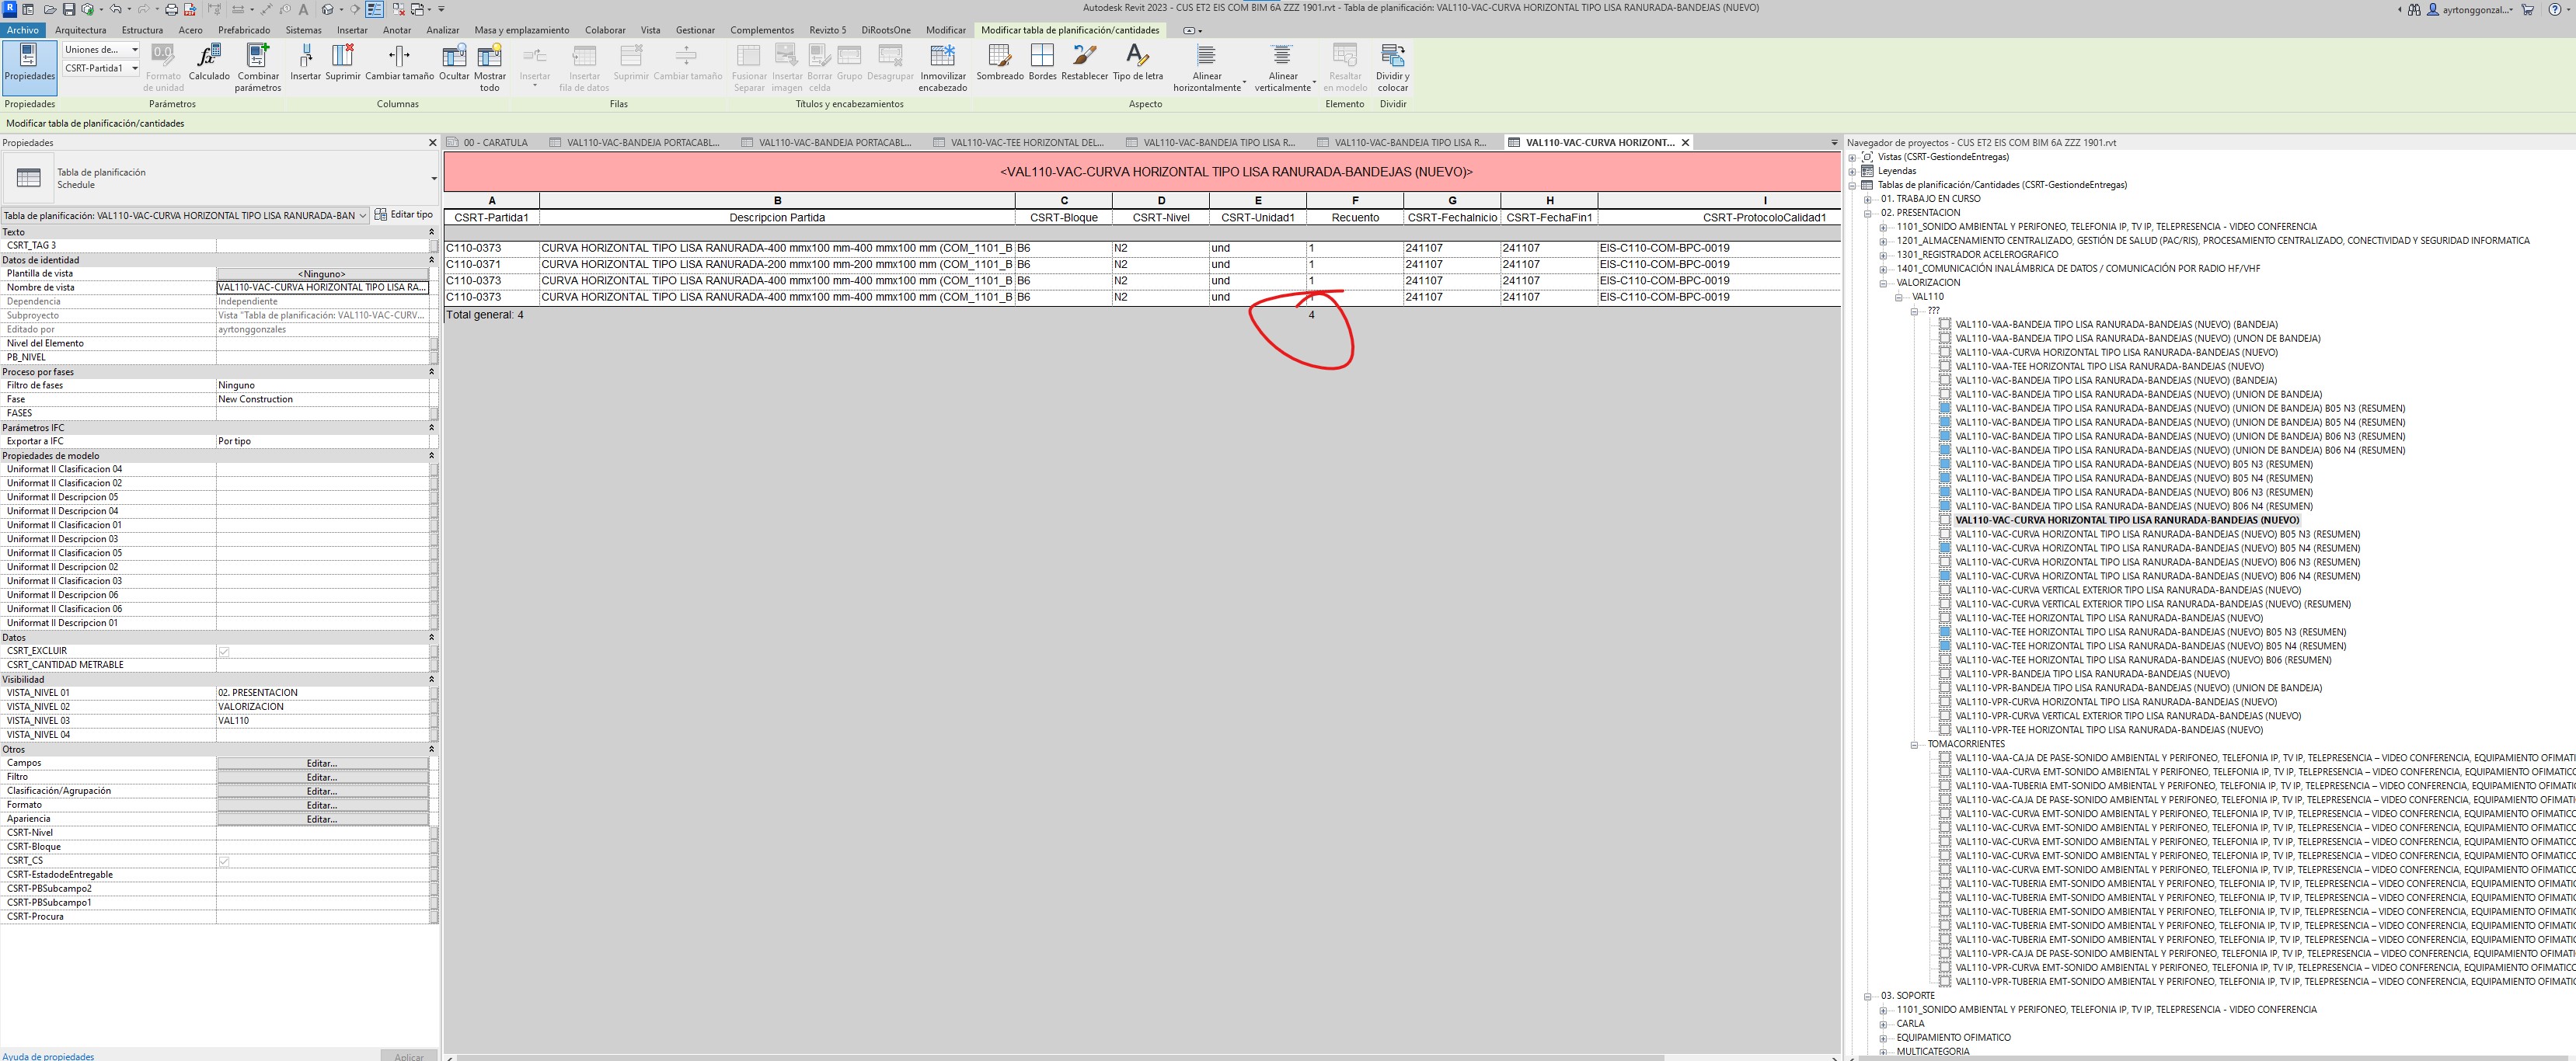 Autodesk Revit 2023 - CUS ET2 EIS COM BIM 6A ZZZ 1901.rvt - Tabla de planificación: VAL110-VAC-CURVA HORIZONTAL TIPO LISA RANURADA-BANDEJAS (NUEVO)
ayrtonggonzal...
Archivo Arquitectura Estructura Acero Prefabricado Sistemas Insertar Anotar Analizar Masa y emplazamiento Colaborar Vista Gestionar Complementos Revizto 5 DiRootsOne Modificar Modificar tabla de planificación/cantidades
Uniones de...
CSRT-Partida1
Propiedades Formato de unidad Calculado Combinar parámetros Insertar Suprimir Cambiar tamaño Ocultar Mostrar todo Insertar Insertar fila de datos Suprimir Cambiar tamaño Fusionar Separar Insertar imagen Borrar celda Grupo Desagrupar Inmovilizar encabezado Sombreado Bordes Restablecer Tipo de letra Alinear horizontalmente Alinear verticalmente Resaltar en modelo Dividir y colocar
Propiedades Parámetros Columnas Filas Títulos y encabezamientos Aspecto Elemento Dividir
Modificar tabla de planificación/cantidades
Propiedades
Tabla de planificación
Schedule
Tabla de planificación: VAL110-VAC-CURVA HORIZONTAL TIPO LISA RANURADA-BAN Editar tipo
Texto
CSRT_TAG 3
Datos de identidad
Plantilla de vista <Ninguno>
Nombre de vista VAL110-VAC-CURVA HORIZONTAL TIPO LISA RA...
Dependencia Independiente
Subproyecto Vista "Tabla de planificación: VAL110-VAC-CURV...
Editado por ayrtonggonzales
Nivel del Elemento
PB_NIVEL
Proceso por fases
Filtro de fases Ninguno
Fase New Construction
FASES
Parámetros IFC
Exportar a IFC Por tipo
Propiedades de modelo
Uniformat II Clasificacion 04
Uniformat II Clasificacion 02
Uniformat II Descripcion 05
Uniformat II Descripcion 04
Uniformat II Clasificacion 01
Uniformat II Descripcion 03
Uniformat II Clasificacion 05
Uniformat II Descripcion 02
Uniformat II Clasificacion 03
Uniformat II Descripcion 06
Uniformat II Clasificacion 06
Uniformat II Descripcion 01
Datos
CSRT_EXCLUIR
CSRT_CANTIDAD METRABLE
Visibilidad
VISTA_NIVEL 01 02. PRESENTACION
VISTA_NIVEL 02 VALORIZACION
VISTA_NIVEL 03 VAL110
VISTA_NIVEL 04
Otros
Campos Editar...
Filtro Editar...
Clasificación/Agrupación Editar...
Formato Editar...
Apariencia Editar...
CSRT-Nivel
CSRT-Bloque
CSRT_CS
CSRT-EstadodeEntregable
CSRT-PBSubcampo2
CSRT-PBSubcampo1
CSRT-Procura
Ayuda de propiedades Aplicar
00 - CARATULA VAL110-VAC-BANDEJA PORTACABL... VAL110-VAC-BANDEJA PORTACABL... VAL110-VAC-TEE HORIZONTAL DEL... VAL110-VAC-BANDEJA TIPO LISA R... VAL110-VAC-BANDEJA TIPO LISA R... VAL110-VAC-CURVA HORIZONT...
<VAL110-VAC-CURVA HORIZONTAL TIPO LISA RANURADA-BANDEJAS (NUEVO)>
A B C D E F G H I
CSRT-Partida1 Descripcion Partida CSRT-Bloque CSRT-Nivel CSRT-Unidad1 Recuento CSRT-FechaInicio CSRT-FechaFin1 CSRT-ProtocoloCalidad1
C110-0373 CURVA HORIZONTAL TIPO LISA RANURADA-400 mmx100 mm-400 mmx100 mm (COM_1101_B B6 N2 und 1 241107 241107 EIS-C110-COM-BPC-0019
C110-0371 CURVA HORIZONTAL TIPO LISA RANURADA-200 mmx100 mm-200 mmx100 mm (COM_1101_B B6 N2 und 1 241107 241107 EIS-C110-COM-BPC-0019
C110-0373 CURVA HORIZONTAL TIPO LISA RANURADA-400 mmx100 mm-400 mmx100 mm (COM_1101_B B6 N2 und 1 241107 241107 EIS-C110-COM-BPC-0019
C110-0373 CURVA HORIZONTAL TIPO LISA RANURADA-400 mmx100 mm-400 mmx100 mm (COM_1101_B B6 N2 und 1 241107 241107 EIS-C110-COM-BPC-0019
Total general: 4 4
Navegador de proyectos - CUS ET2 EIS COM BIM 6A ZZZ 1901.rvt
Vistas (CSRT-GestiondeEntregas)
Leyendas
Tablas de planificación/Cantidades (CSRT-GestiondeEntregas)
01. TRABAJO EN CURSO
02. PRESENTACION
1101_SONIDO AMBIENTAL Y PERIFONEO, TELEFONIA IP, TV IP, TELEPRESENCIA - VIDEO CONFERENCIA
1201_ALMACENAMIENTO CENTRALIZADO, GESTIÓN DE SALUD (PAC/RIS), PROCESAMIENTO CENTRALIZADO, CONECTIVIDAD Y SEGURIDAD INFORMATICA
1301_REGISTRADOR ACELEROGRAFICO
1401_COMUNICACIÓN INALÁMBRICA DE DATOS / COMUNICACIÓN POR RADIO HF/VHF
VALORIZACION
VAL110
???
VAL110-VAA-BANDEJA TIPO LISA RANURADA-BANDEJAS (NUEVO) (BANDEJA)
VAL110-VAA-BANDEJA TIPO LISA RANURADA-BANDEJAS (NUEVO) (UNION DE BANDEJA)
VAL110-VAA-CURVA HORIZONTAL TIPO LISA RANURADA-BANDEJAS (NUEVO)
VAL110-VAA-TEE HORIZONTAL TIPO LISA RANURADA-BANDEJAS (NUEVO)
VAL110-VAC-BANDEJA TIPO LISA RANURADA-BANDEJAS (NUEVO) (BANDEJA)
VAL110-VAC-BANDEJA TIPO LISA RANURADA-BANDEJAS (NUEVO) (UNION DE BANDEJA)
VAL110-VAC-BANDEJA TIPO LISA RANURADA-BANDEJAS (NUEVO) (UNION DE BANDEJA) B05 N3 (RESUMEN)
VAL110-VAC-BANDEJA TIPO LISA RANURADA-BANDEJAS (NUEVO) (UNION DE BANDEJA) B05 N4 (RESUMEN)
VAL110-VAC-BANDEJA TIPO LISA RANURADA-BANDEJAS (NUEVO) (UNION DE BANDEJA) B06 N3 (RESUMEN)
VAL110-VAC-BANDEJA TIPO LISA RANURADA-BANDEJAS (NUEVO) (UNION DE BANDEJA) B06 N4 (RESUMEN)
VAL110-VAC-BANDEJA TIPO LISA RANURADA-BANDEJAS (NUEVO) B05 N3 (RESUMEN)
VAL110-VAC-BANDEJA TIPO LISA RANURADA-BANDEJAS (NUEVO) B05 N4 (RESUMEN)
VAL110-VAC-BANDEJA TIPO LISA RANURADA-BANDEJAS (NUEVO) B06 N3 (RESUMEN)
VAL110-VAC-BANDEJA TIPO LISA RANURADA-BANDEJAS (NUEVO) B06 N4 (RESUMEN)
VAL110-VAC-CURVA HORIZONTAL TIPO LISA RANURADA-BANDEJAS (NUEVO)
VAL110-VAC-CURVA HORIZONTAL TIPO LISA RANURADA-BANDEJAS (NUEVO) B05 N3 (RESUMEN)
VAL110-VAC-CURVA HORIZONTAL TIPO LISA RANURADA-BANDEJAS (NUEVO) B05 N4 (RESUMEN)
VAL110-VAC-CURVA HORIZONTAL TIPO LISA RANURADA-BANDEJAS (NUEVO) B06 N3 (RESUMEN)
VAL110-VAC-CURVA HORIZONTAL TIPO LISA RANURADA-BANDEJAS (NUEVO) B06 N4 (RESUMEN)
VAL110-VAC-CURVA VERTICAL EXTERIOR TIPO LISA RANURADA-BANDEJAS (NUEVO)
VAL110-VAC-CURVA VERTICAL EXTERIOR TIPO LISA RANURADA-BANDEJAS (NUEVO) (RESUMEN)
VAL110-VAC-TEE HORIZONTAL TIPO LISA RANURADA-BANDEJAS (NUEVO)
VAL110-VAC-TEE HORIZONTAL TIPO LISA RANURADA-BANDEJAS (NUEVO) B05 N3 (RESUMEN)
VAL110-VAC-TEE HORIZONTAL TIPO LISA RANURADA-BANDEJAS (NUEVO) B05 N4 (RESUMEN)
VAL110-VAC-TEE HORIZONTAL TIPO LISA RANURADA-BANDEJAS (NUEVO) B06 (RESUMEN)
VAL110-VPR-BANDEJA TIPO LISA RANURADA-BANDEJAS (NUEVO)
VAL110-VPR-BANDEJA TIPO LISA RANURADA-BANDEJAS (NUEVO) (UNION DE BANDEJA)
VAL110-VPR-CURVA HORIZONTAL TIPO LISA RANURADA-BANDEJAS (NUEVO)
VAL110-VPR-CURVA VERTICAL EXTERIOR TIPO LISA RANURADA-BANDEJAS (NUEVO)
VAL110-VPR-TEE HORIZONTAL TIPO LISA RANURADA-BANDEJAS (NUEVO)
TOMACORRIENTES
VAL110-VAA-CAJA DE PASE-SONIDO AMBIENTAL Y PERIFONEO, TELEFONIA IP, TV IP, TELEPRESENCIA – VIDEO CONFERENCIA, EQUIPAMIENTO OFIMATI
VAL110-VAA-CURVA EMT-SONIDO AMBIENTAL Y PERIFONEO, TELEFONIA IP, TV IP, TELEPRESENCIA – VIDEO CONFERENCIA, EQUIPAMIENTO OFIMATIC
VAL110-VAA-TUBERIA EMT-SONIDO AMBIENTAL Y PERIFONEO, TELEFONIA IP, TV IP, TELEPRESENCIA – VIDEO CONFERENCIA, EQUIPAMIENTO OFIMATI
VAL110-VAC-CAJA DE PASE-SONIDO AMBIENTAL Y PERIFONEO, TELEFONIA IP, TV IP, TELEPRESENCIA – VIDEO CONFERENCIA, EQUIPAMIENTO OFIMATI
VAL110-VAC-CURVA EMT-SONIDO AMBIENTAL Y PERIFONEO, TELEFONIA IP, TV IP, TELEPRESENCIA – VIDEO CONFERENCIA, EQUIPAMIENTO OFIMATIC
VAL110-VAC-CURVA EMT-SONIDO AMBIENTAL Y PERIFONEO, TELEFONIA IP, TV IP, TELEPRESENCIA – VIDEO CONFERENCIA, EQUIPAMIENTO OFIMATIC
VAL110-VAC-CURVA EMT-SONIDO AMBIENTAL Y PERIFONEO, TELEFONIA IP, TV IP, TELEPRESENCIA – VIDEO CONFERENCIA, EQUIPAMIENTO OFIMATIC
VAL110-VAC-CURVA EMT-SONIDO AMBIENTAL Y PERIFONEO, TELEFONIA IP, TV IP, TELEPRESENCIA – VIDEO CONFERENCIA, EQUIPAMIENTO OFIMATIC
VAL110-VAC-CURVA EMT-SONIDO AMBIENTAL Y PERIFONEO, TELEFONIA IP, TV IP, TELEPRESENCIA – VIDEO CONFERENCIA, EQUIPAMIENTO OFIMATIC
VAL110-VAC-TUBERIA EMT-SONIDO AMBIENTAL Y PERIFONEO, TELEFONIA IP, TV IP, TELEPRESENCIA – VIDEO CONFERENCIA, EQUIPAMIENTO OFIMATI
VAL110-VAC-TUBERIA EMT-SONIDO AMBIENTAL Y PERIFONEO, TELEFONIA IP, TV IP, TELEPRESENCIA – VIDEO CONFERENCIA, EQUIPAMIENTO OFIMATI
VAL110-VAC-TUBERIA EMT-SONIDO AMBIENTAL Y PERIFONEO, TELEFONIA IP, TV IP, TELEPRESENCIA – VIDEO CONFERENCIA, EQUIPAMIENTO OFIMATI
VAL110-VAC-TUBERIA EMT-SONIDO AMBIENTAL Y PERIFONEO, TELEFONIA IP, TV IP, TELEPRESENCIA – VIDEO CONFERENCIA, EQUIPAMIENTO OFIMATI
VAL110-VAC-TUBERIA EMT-SONIDO AMBIENTAL Y PERIFONEO, TELEFONIA IP, TV IP, TELEPRESENCIA – VIDEO CONFERENCIA, EQUIPAMIENTO OFIMATI
VAL110-VPR-CAJA DE PASE-SONIDO AMBIENTAL Y PERIFONEO, TELEFONIA IP, TV IP, TELEPRESENCIA – VIDEO CONFERENCIA, EQUIPAMIENTO OFIMATI
VAL110-VPR-CURVA EMT-SONIDO AMBIENTAL Y PERIFONEO, TELEFONIA IP, TV IP, TELEPRESENCIA – VIDEO CONFERENCIA, EQUIPAMIENTO OFIMATIC
VAL110-VPR-TUBERIA EMT-SONIDO AMBIENTAL Y PERIFONEO, TELEFONIA IP, TV IP, TELEPRESENCIA – VIDEO CONFERENCIA, EQUIPAMIENTO OFIMATI
03. SOPORTE
1101_SONIDO AMBIENTAL Y PERIFONEO, TELEFONIA IP, TV IP, TELEPRESENCIA - VIDEO CONFERENCIA
CARLA
EQUIPAMIENTO OFIMATICO
MULTICATEGORIA